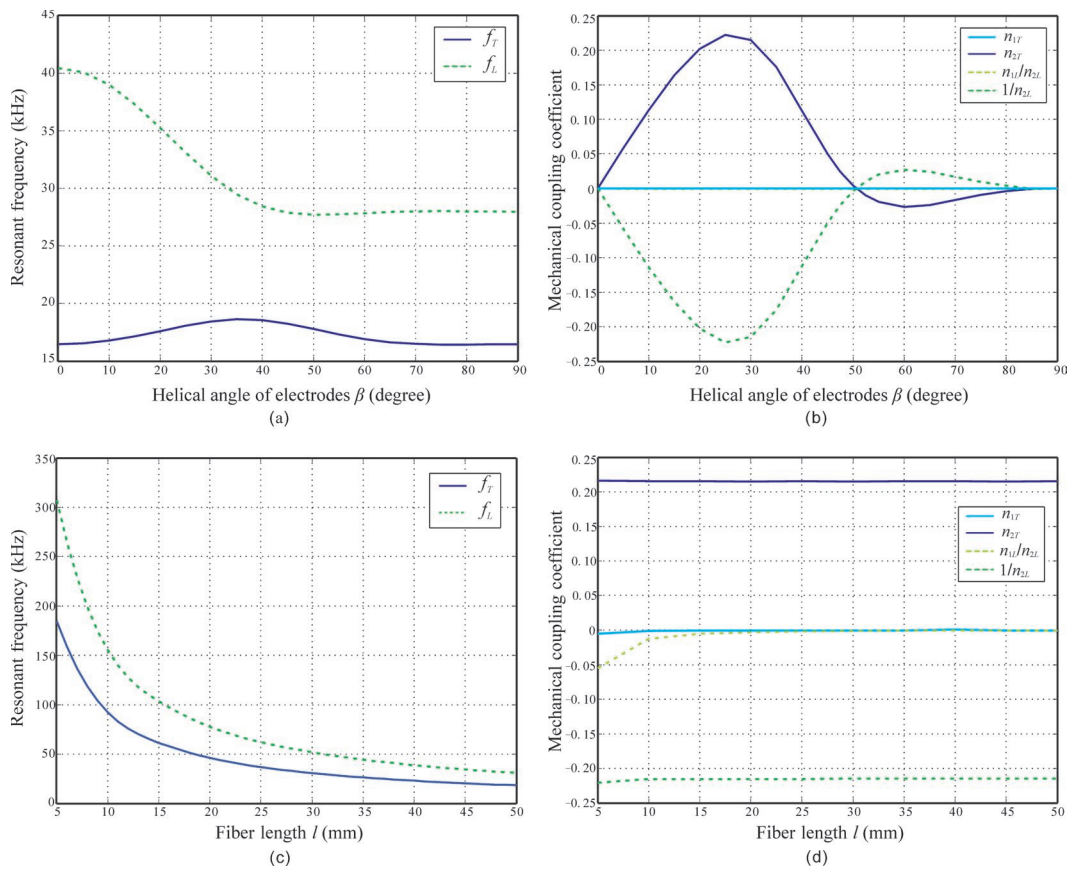 45
40
35
30
25
20
15
0 10 20 30 40 50 60 70 80 90
Resonant frequency (kHz)
f_T
f_L
Helical angle of electrodes β (degree)
(a)
0.25
0.20
0.15
0.10
0.05
0
−0.05
−0.10
−0.15
−0.20
−0.25
0 10 20 30 40 50 60 70 80 90
Mechanical coupling coefficient
n_1T
n_2T
n_1L/n_2L
1/n_2L
Helical angle of electrodes β (degree)
(b)
350
300
250
200
150
100
50
0
5 10 15 20 25 30 35 40 45 50
Resonant frequency (kHz)
f_T
f_L
Fiber length l (mm)
(c)
0.25
0.20
0.15
0.10
0.05
0
−0.05
−0.10
−0.15
−0.20
−0.25
5 10 15 20 25 30 35 40 45 50
Mechanical coupling coefficient
n_1T
n_2T
n_1L/n_2L
1/n_2L
Fiber length l (mm)
(d)